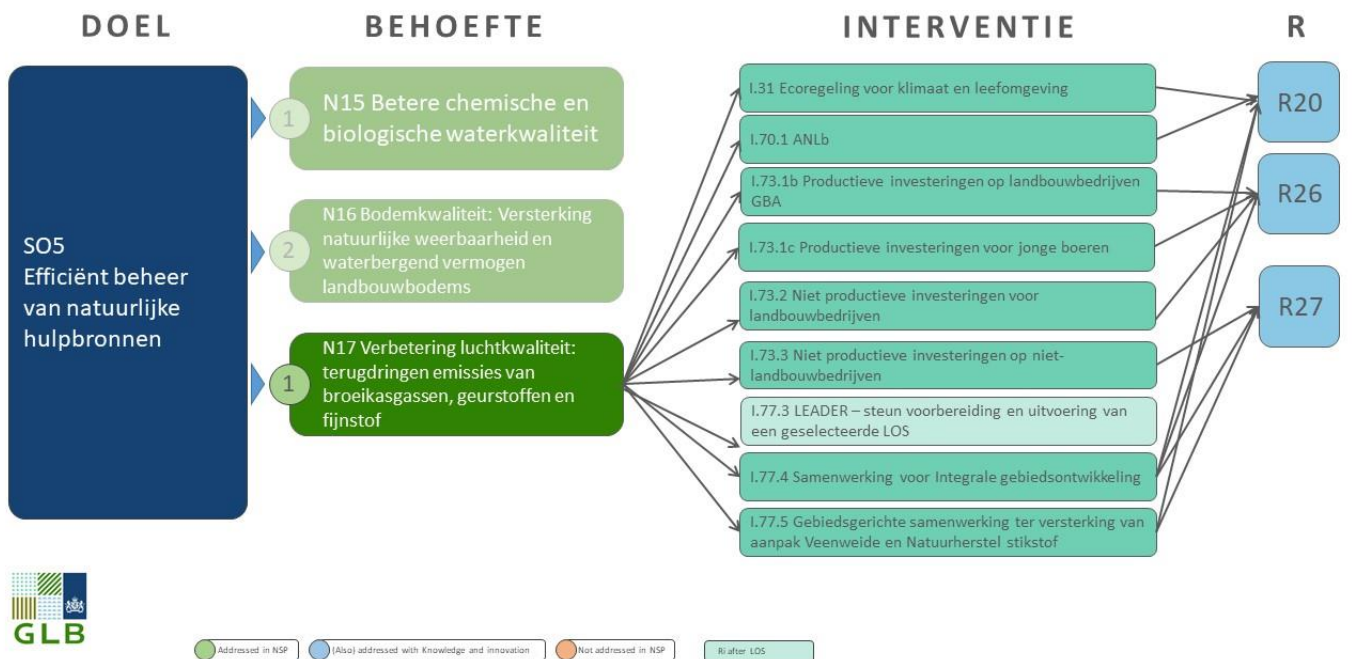 DOEL
BEHOEFTE
INTERVENTIE
R
SO5
Efficiënt beheer
van natuurlijke
hulpbronnen
1
N15 Betere chemische en
biologische waterkwaliteit
2
N16 Bodemkwaliteit: Versterking
natuurlijke weerbaarheid en
waterbergend vermogen
landbouwbodems
1
N17 Verbetering luchtkwaliteit:
terugdringen emissies van
broeikasgassen, geurstoffen en
fijnstof
I.31 Ecoregeling voor klimaat en leefomgeving
I.70.1 ANLb
I.73.1b Productieve investeringen op landbouwbedrijven
GBA
I.73.1c Productieve investeringen voor jonge boeren
I.73.2 Niet productieve investeringen voor
landbouwbedrijven
I.73.3 Niet productieve investeringen op niet-
landbouwbedrijven
I.77.3 LEADER – steun voorbereiding en uitvoering van
een geselecteerde LOS
I.77.4 Samenwerking voor Integrale gebiedsontwikkeling
I.77.5 Gebiedsgerichte samenwerking ter versterking van
aanpak Veenweide en Natuurherstel stikstof
R20
R26
R27
GLB
Addressed in NSP
(Also) addressed with Knowledge and innovation
Not addressed in NSP
Ri after LOS